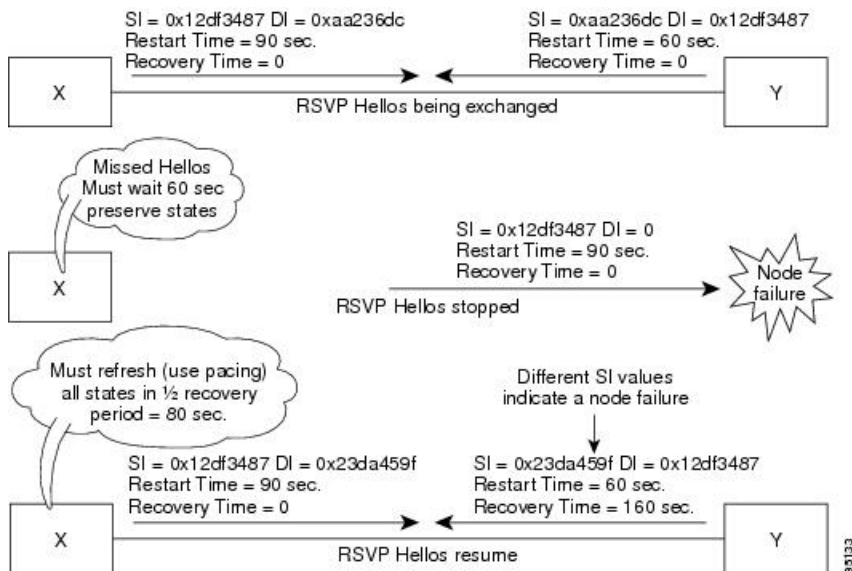 SI = 0x12df3487 DI = 0xaa236dc
Restart Time = 90 sec.
Recovery Time = 0
SI = 0xaa236dc DI = 0x12df3487
Restart Time = 60 sec.
Recovery Time = 0
X
Y
RSVP Hellos being exchanged
Missed Hellos
Must wait 60 sec
preserve states
X
SI = 0x12df3487 DI = 0
Restart Time = 90 sec.
Recovery Time = 0
RSVP Hellos stopped
Node
failure
Must refresh (use pacing)
all states in ½ recovery
period = 80 sec.
Different SI values
indicate a node failure
SI = 0x12df3487 DI = 0x23da459f
Restart Time = 90 sec.
Recovery Time = 0
SI = 0x23da459f DI = 0x12df3487
Restart Time = 60 sec.
Recovery Time = 160 sec.
X
Y
RSVP Hellos resume
95133